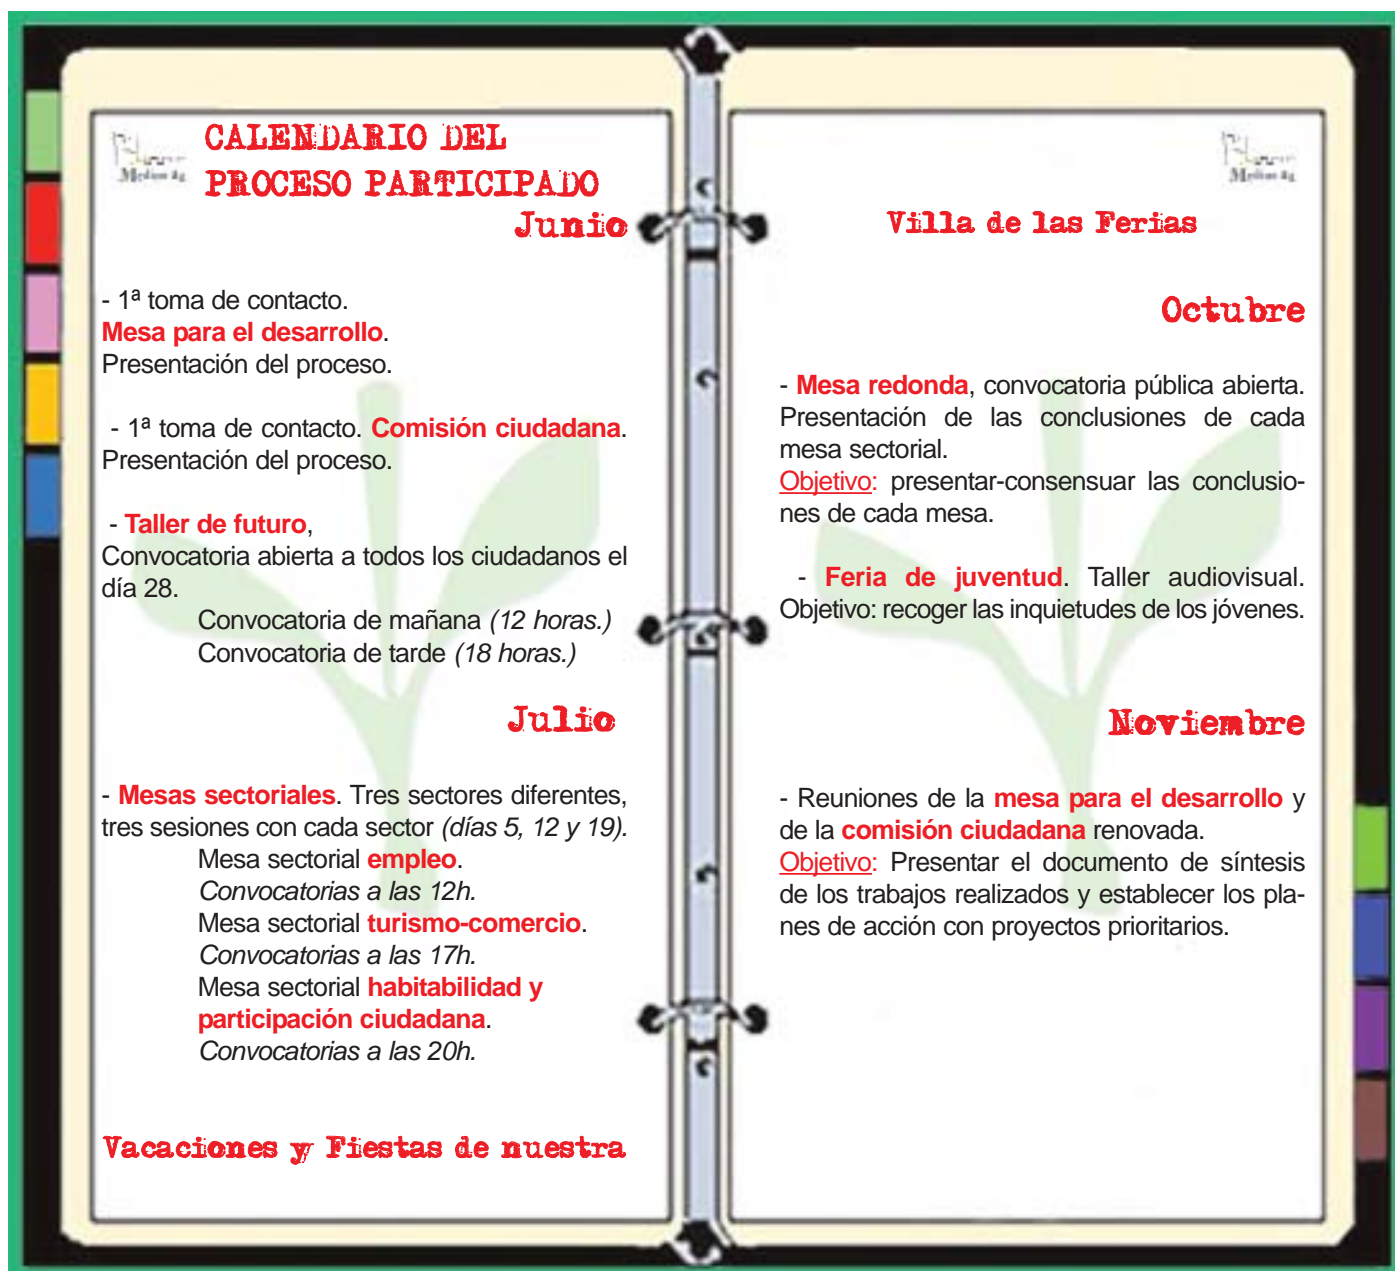 CALENDARIO DEL
PROCESO PARTICIPADO
Junio
- 1ª toma de contacto.
Mesa para el desarrollo.
Presentación del proceso.
- 1ª toma de contacto. Comisión ciudadana.
Presentación del proceso.
- Taller de futuro,
Convocatoria abierta a todos los ciudadanos el
día 28.
Convocatoria de mañana (12 horas.)
Convocatoria de tarde (18 horas.)
Julio
- Mesas sectoriales. Tres sectores diferentes,
tres sesiones con cada sector (días 5, 12 y 19).
Mesa sectorial empleo.
Convocatorias a las 12h.
Mesa sectorial turismo-comercio.
Convocatorias a las 17h.
Mesa sectorial habitabilidad y
participación ciudadana.
Convocatorias a las 20h.
Vacaciones y Fiestas de nuestra
Villa de las Ferias
Octubre
- Mesa redonda, convocatoria pública abierta.
Presentación de las conclusiones de cada
mesa sectorial.
Objetivo: presentar-consensuar las conclusio-
nes de cada mesa.
- Feria de juventud. Taller audiovisual.
Objetivo: recoger las inquietudes de los jóvenes.
Noviembre
- Reuniones de la mesa para el desarrollo y
de la comisión ciudadana renovada.
Objetivo: Presentar el documento de síntesis
de los trabajos realizados y establecer los pla-
nes de acción con proyectos prioritarios.